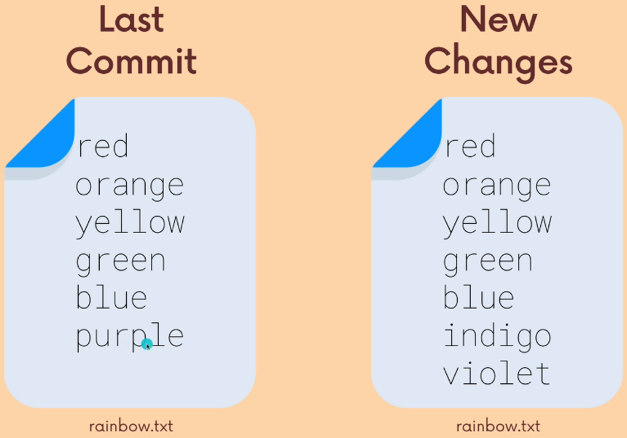 Last
Commit
red
orange
yellow
green
blue
purple
rainbow.txt
New
Changes
red
orange
yellow
green
blue
indigo
violet
rainbow.txt